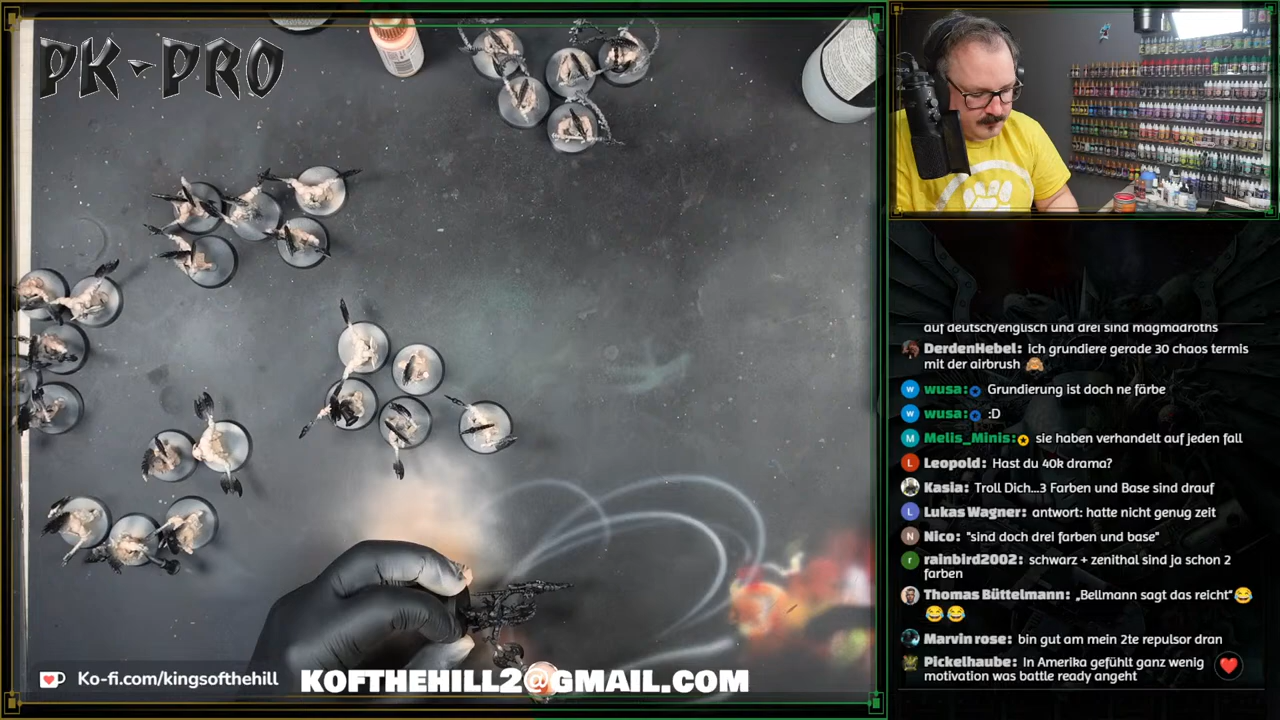 PK-PRO
auf deutsch/englisch und drei sind magmadroths
DerdenHebel: ich grundiere gerade 30 chaos termis
mit der airbrush
wusa: Grundierung ist doch ne färbe
wusa: :D
Melis_Minis: sie haben verhandelt auf jeden fall
Leopold: Hast du 40k drama?
Kasia: Troll Dich...3 Farben und Base sind drauf
Lukas Wagner: antwort: hatte nicht genug zeit
Nico: "sind doch drei farben und base"
rainbird2002: schwarz + zenithal sind ja schon 2
farben
Thomas Büttelmann: „Bellmann sagt das reicht"😂
😂😂
Marvin rose: bin gut am mein 2te repulsor dran
Pickelhaube: In Amerika gefühlt ganz wenig
motivation was battle ready angeht
Ko-fi.com/kingsofthehill
KOFTHEHILL2@GMAIL.COM